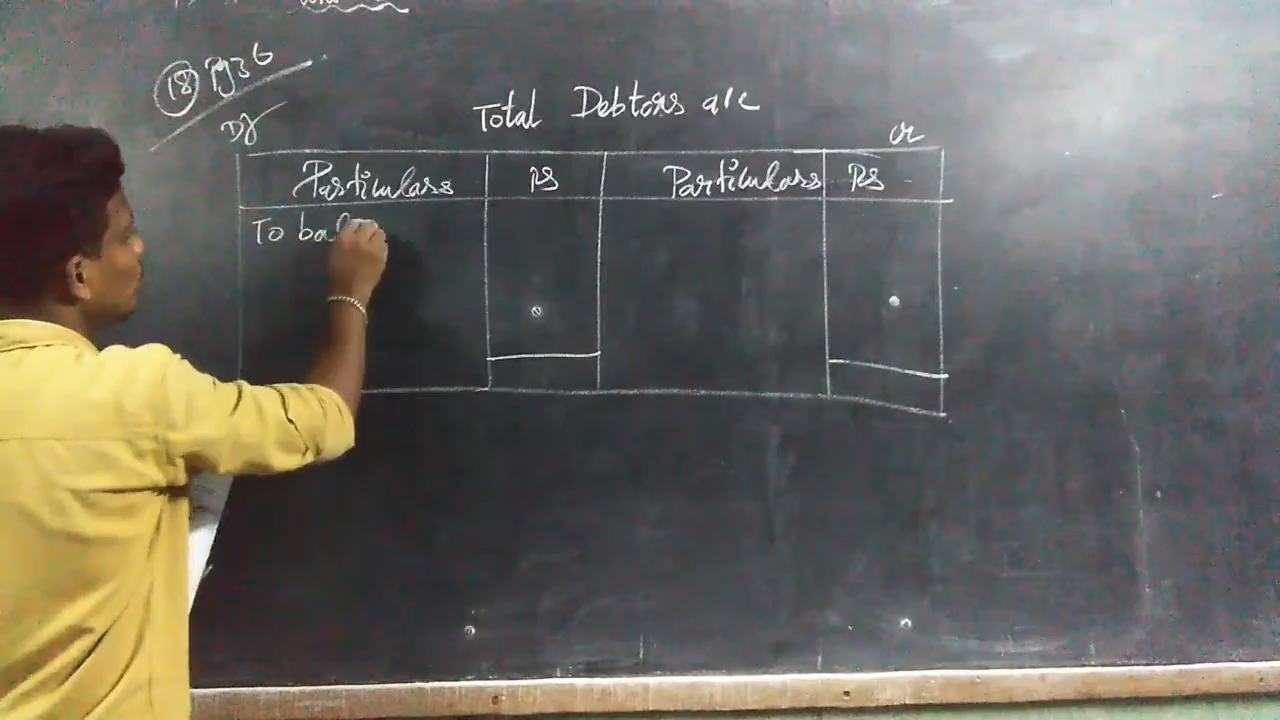 18 Pg 36
Total Debtors a/c
Dr
Cr
Particulars Rs Particulars Rs
To bal